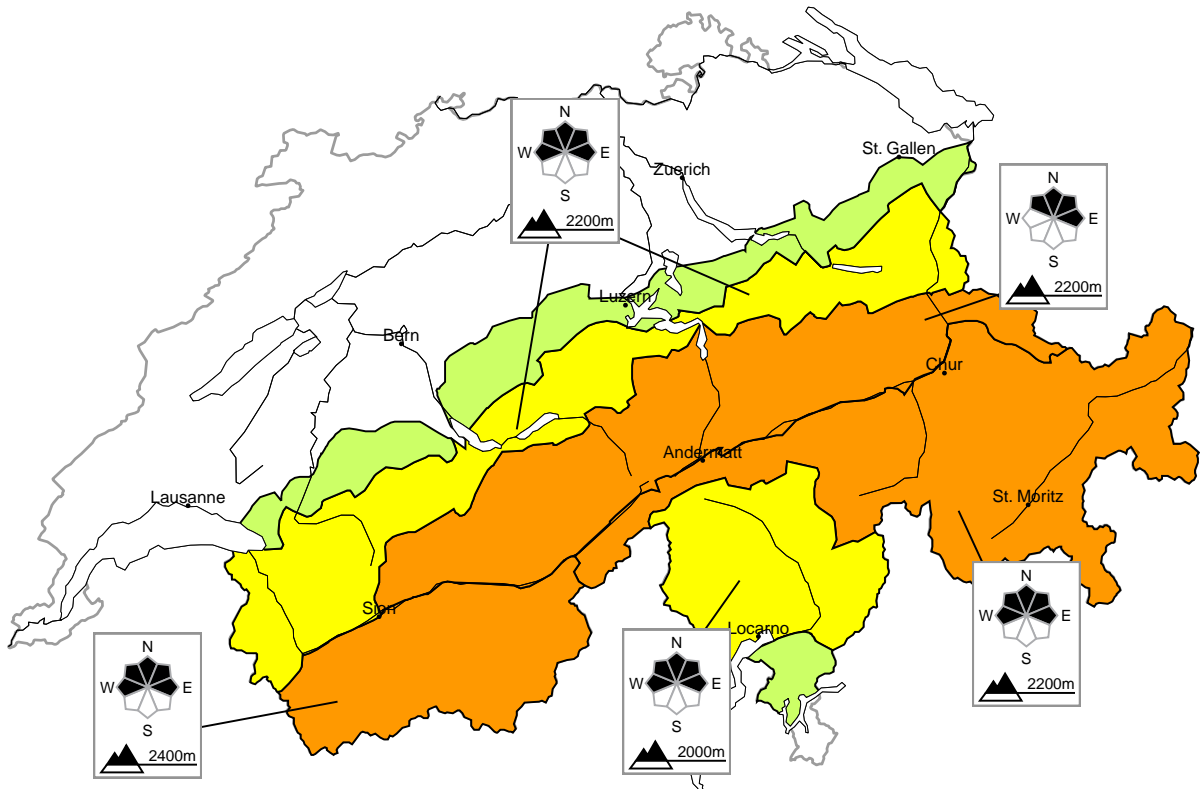 N
W E
S
2200m
St. Gallen
Zuerich
N
W E
S
2200m
Luzern
Bern
Chur
Andermatt
Lausanne
St. Moritz
N
W E
S
2200m
Sion
Locarno
N
W E
S
2400m
N
W E
S
2000m